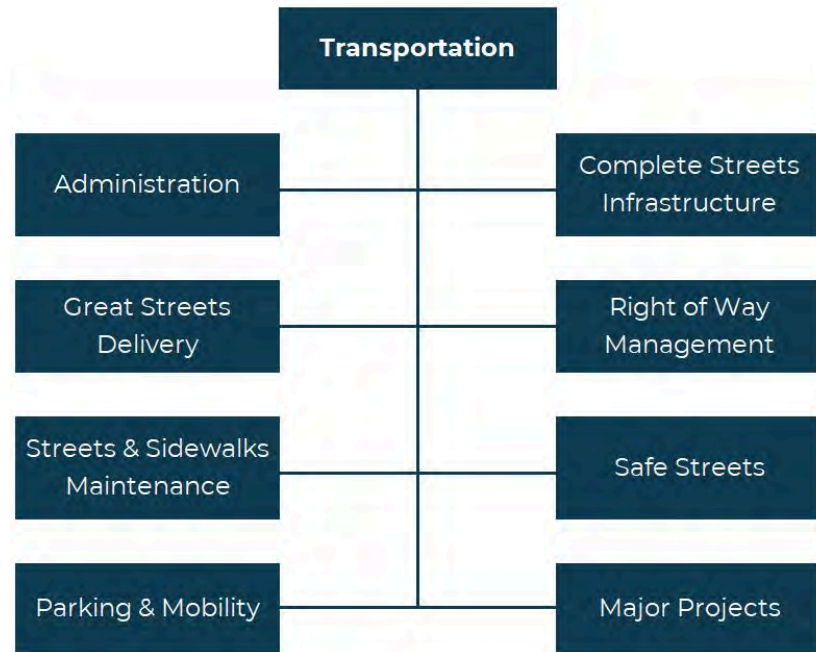 Transportation
Administration
Complete Streets
Infrastructure
Great Streets
Delivery
Right of Way
Management
Streets & Sidewalks
Maintenance
Safe Streets
Parking & Mobility
Major Projects